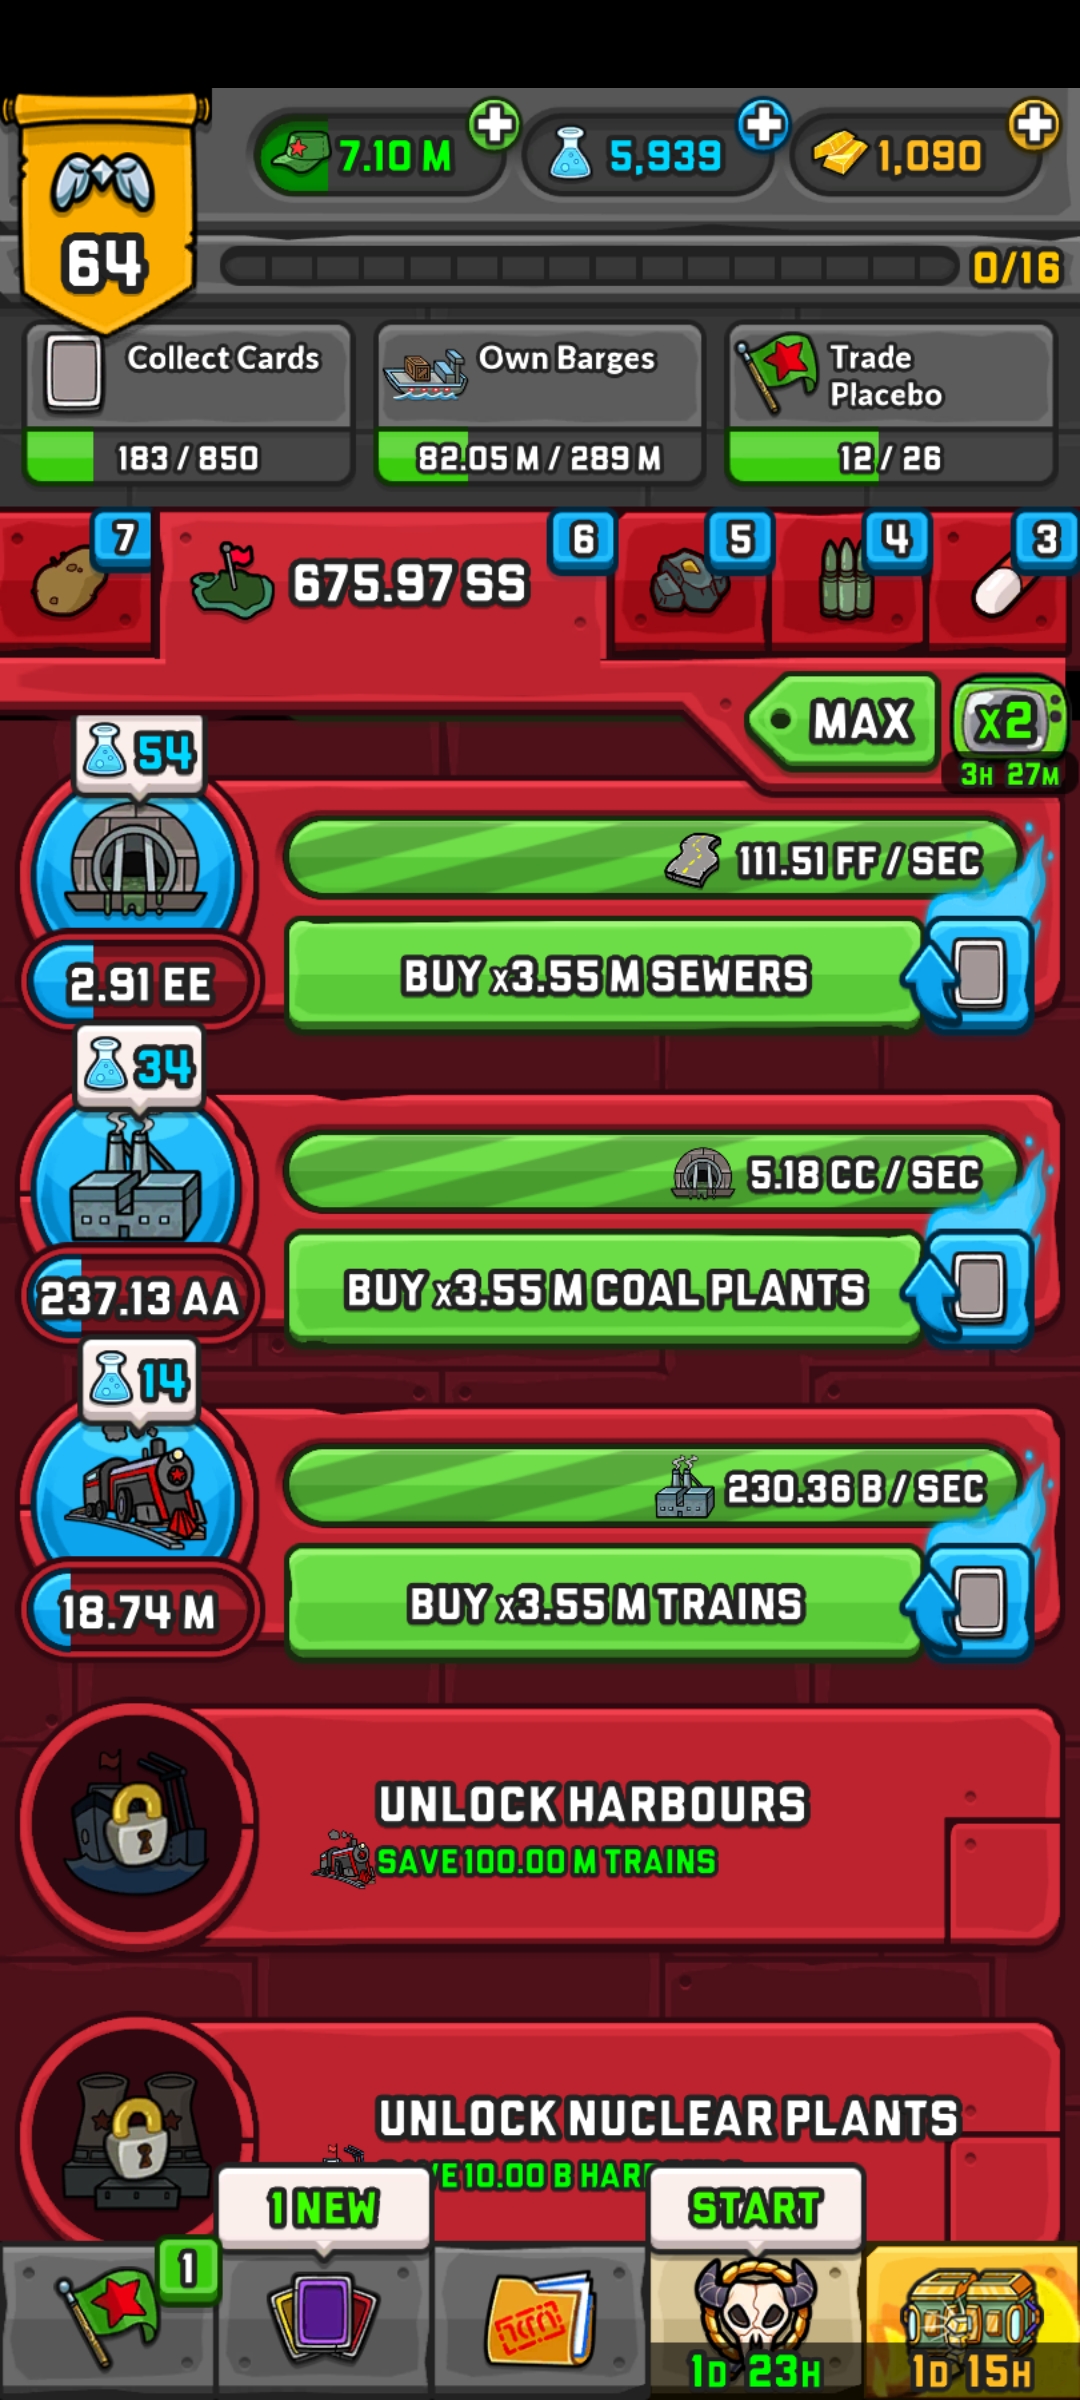 7.10 M
5,939
1,090
64
0/16
Collect Cards
183 / 850
Own Barges
82.05 M / 289 M
Trade
Placebo
12 / 26
7
675.97 SS
6
5
4
3
MAX
x2
3H 27M
54
111.51 FF / SEC
2.91 EE
BUY x3.55 M SEWERS
34
5.18 CC / SEC
237.13 AA
BUY x3.55 M COAL PLANTS
14
230.36 B / SEC
18.74 M
BUY x3.55 M TRAINS
UNLOCK HARBOURS
SAVE 100.00 M TRAINS
UNLOCK NUCLEAR PLANTS
10.00 B
1 NEW
START
1
1D 23H
1D 15H